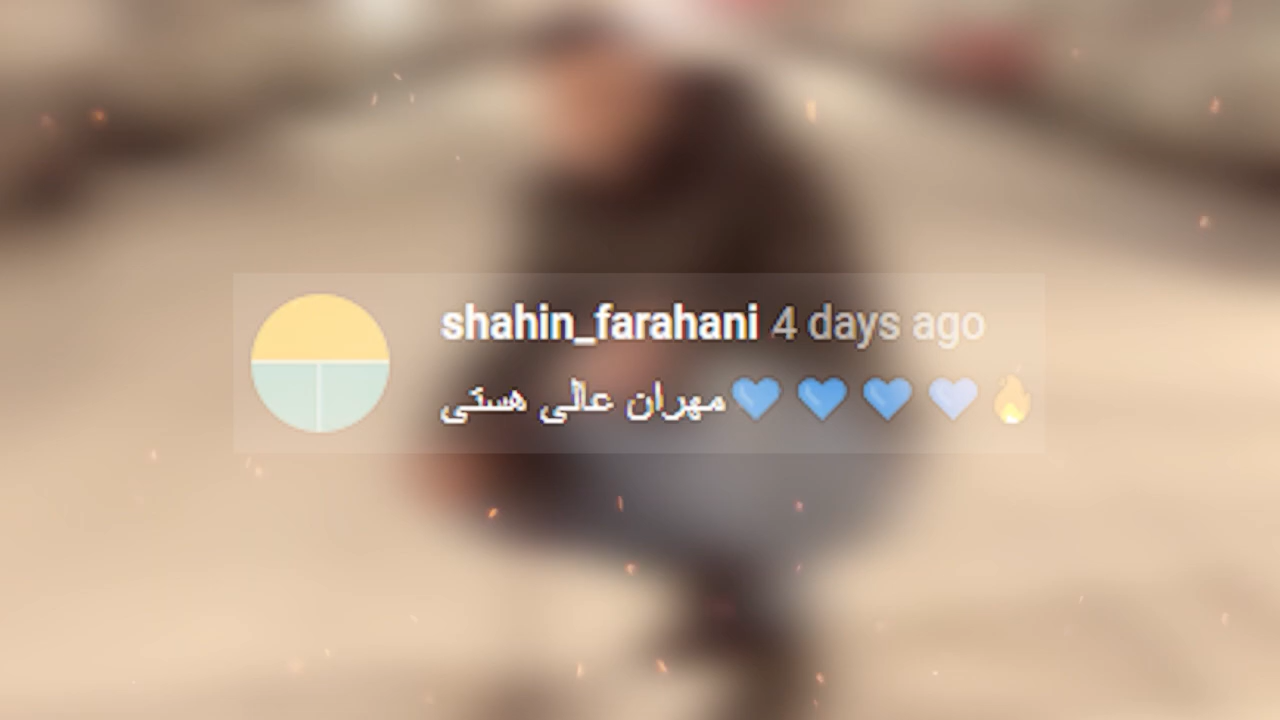 shahin_farahani 4 days ago
مهران عالی هستی💙 💙 💙 💙 🔥